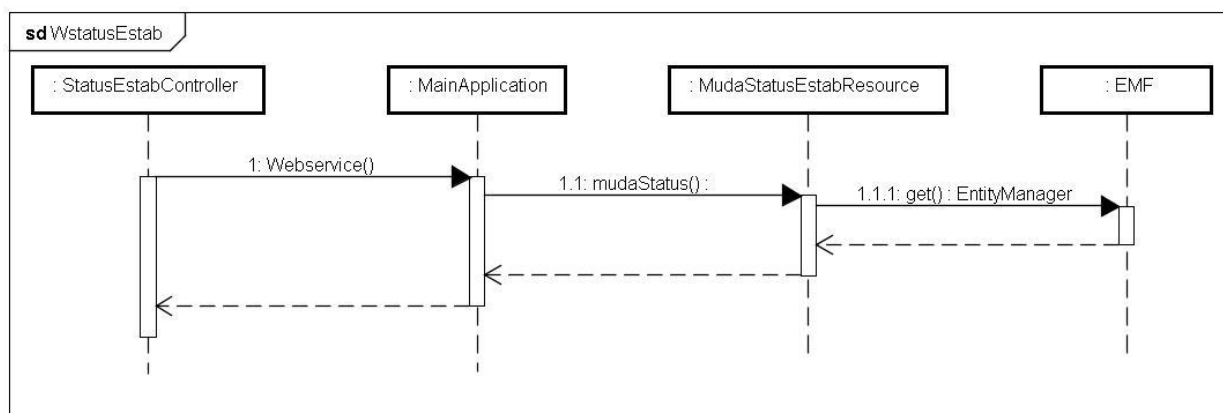 sd WstatusEstab
: StatusEstabController
: MainApplication
: MudaStatusEstabResource
: EMF
1: Webservice()
1.1: mudaStatus() :
1.1.1: get() : EntityManager